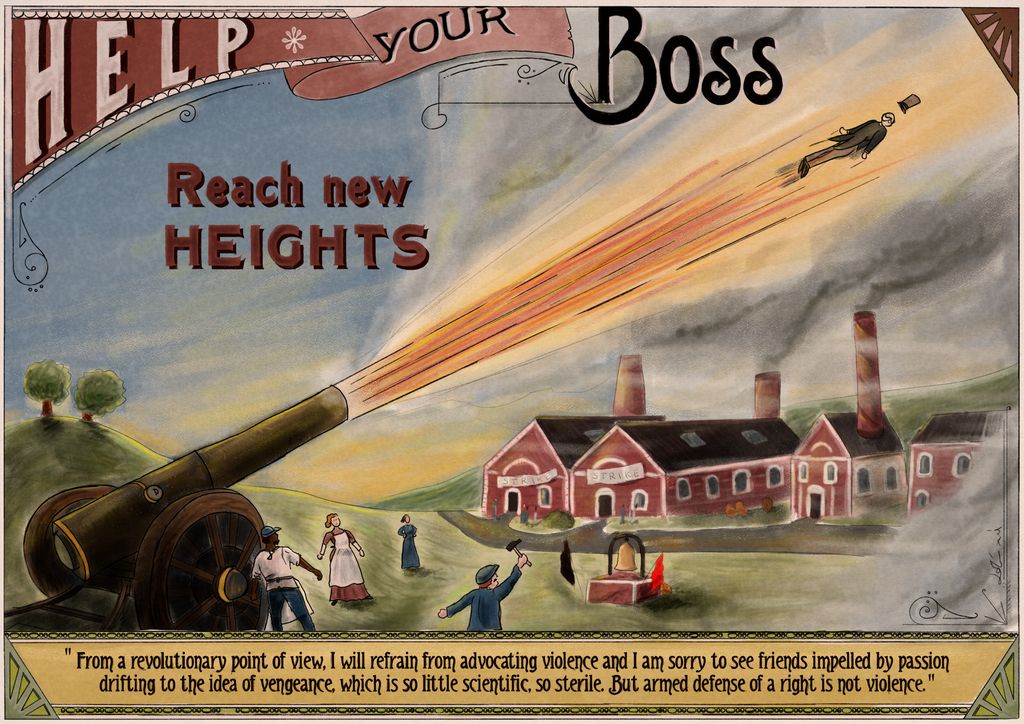 HELP * YOUR BOSS
Reach new
HEIGHTS
STRIKE STRIKE
" From a revolutionary point of view, I will refrain from advocating violence and I am sorry to see friends impelled by passion
drifting to the idea of vengeance, which is so little scientific, so sterile. But armed defense of a right is not violence."